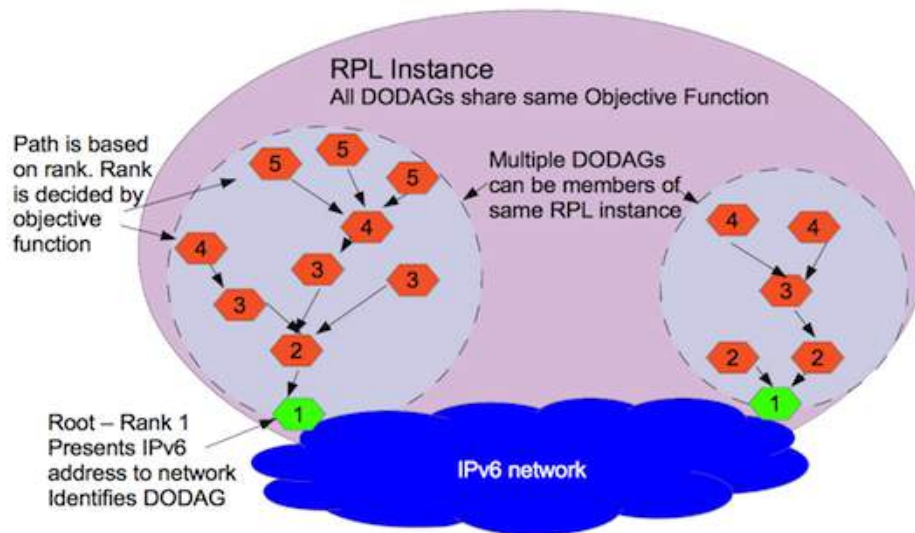 RPL Instance
All DODAGs share same Objective Function
Path is based
on rank. Rank
is decided by
objective
function
5
5
5
4
4
3
3
3
2
1
Multiple DODAGs
can be members of
same RPL instance
4
4
3
2
2
1
Root – Rank 1
Presents IPv6
address to network
Identifies DODAG
IPv6 network